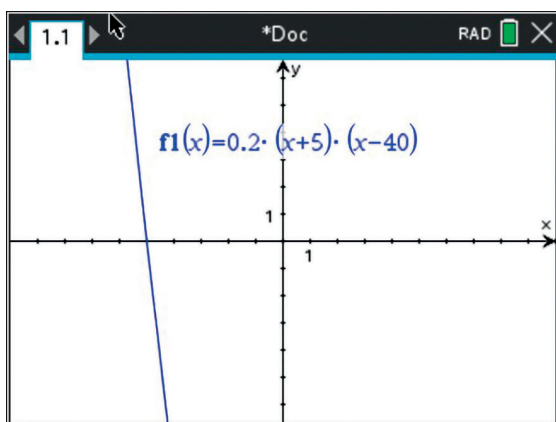 1.1 *Doc RAD
y
f1(x)=0.2·(x+5)·(x−40)
1
x
1